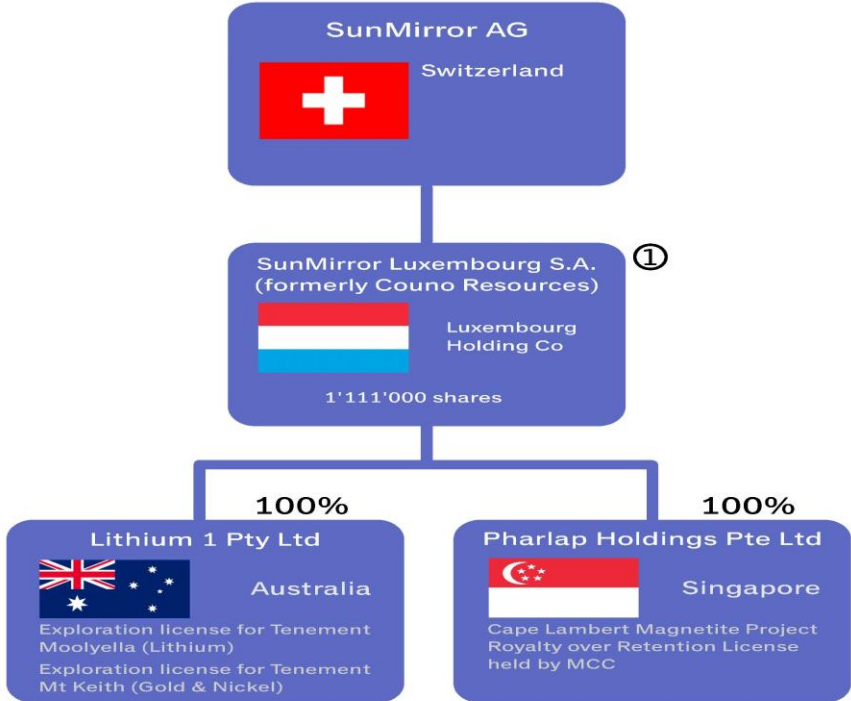 SunMirror AG
Switzerland
SunMirror Luxembourg S.A.
(formerly Couno Resources)
①
Luxembourg
Holding Co
1'111'000 shares
100%
Lithium 1 Pty Ltd
Australia
Exploration license for Tenement
Moolyella (Lithium)
Exploration license for Tenement
Mt Keith (Gold & Nickel)
100%
Pharlap Holdings Pte Ltd
Singapore
Cape Lambert Magnetite Project
Royalty over Retention License
held by MCC